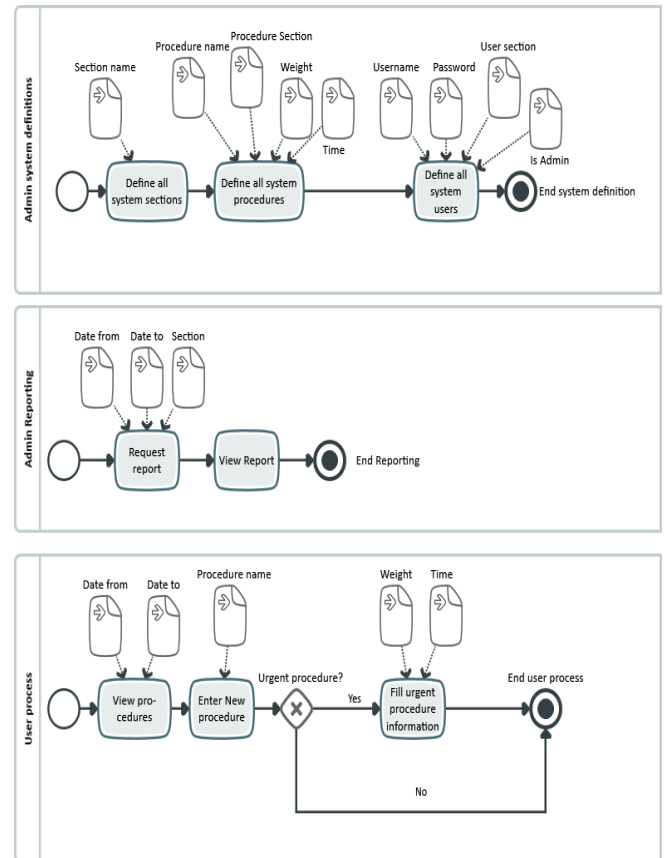 Admin system definitions
Section name
Procedure name
Procedure Section
Weight
Time
Username
Password
User section
Is Admin
Define all
system sections
Define all system
procedures
Define all
system
users
End system definition
Admin Reporting
Date from
Date to
Section
Request
report
View Report
End Reporting
User process
Date from
Date to
Procedure name
Weight
Time
View pro-
cedures
Enter New
procedure
Urgent procedure?
Yes
Fill urgent
procedure
information
End user process
No